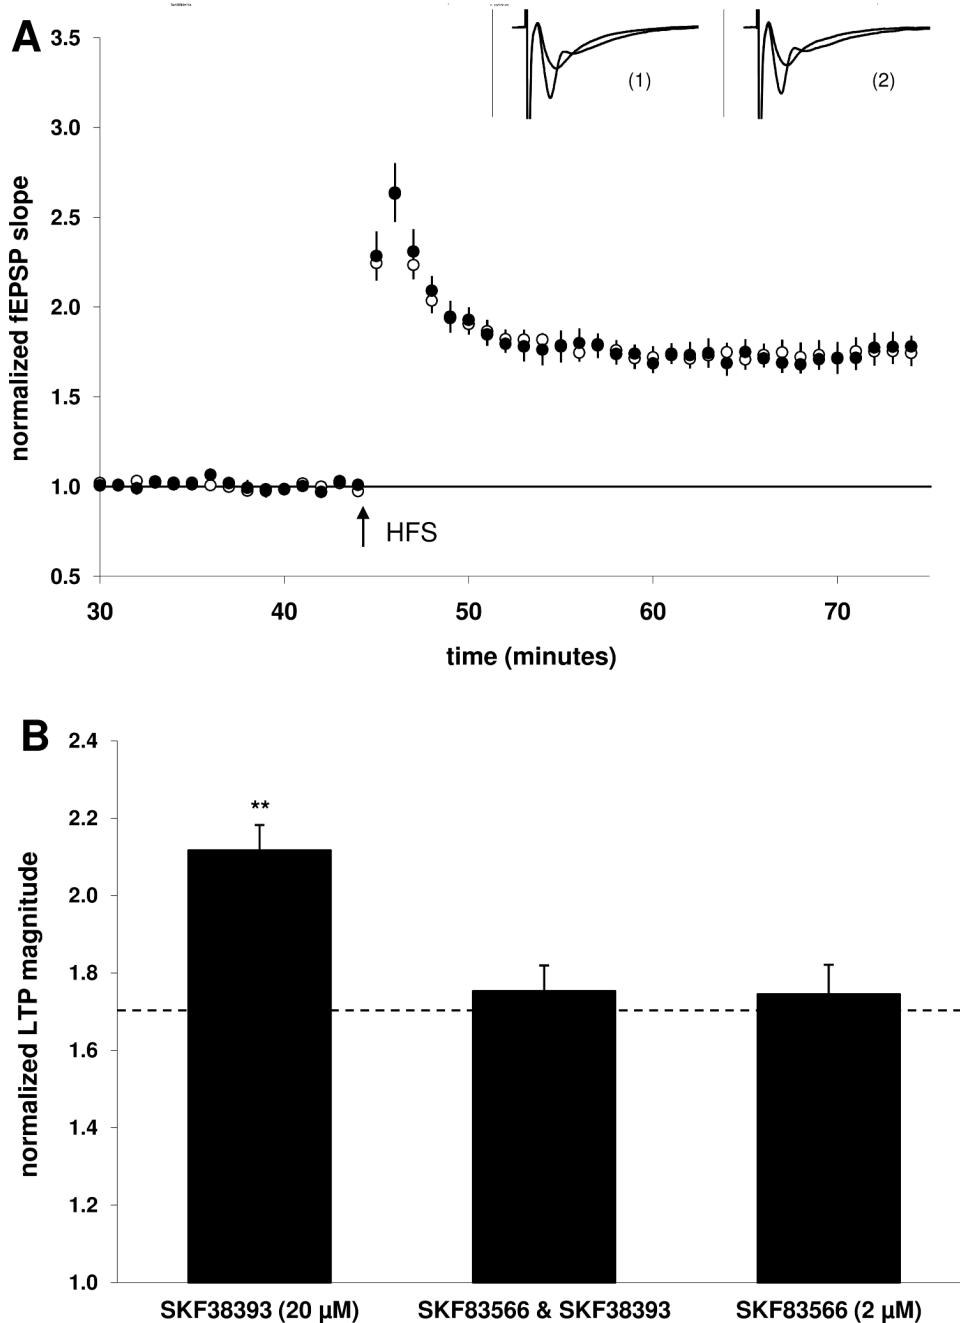 A
3.5
3.0
2.5
2.0
1.5
1.0
0.5
normalized fEPSP slope
(1)
(2)
HFS
30 40 50 60 70
time (minutes)
B
2.4
2.2
2.0
1.8
1.6
1.4
1.2
1.0
normalized LTP magnitude
**
SKF38393 (20 µM) SKF83566 & SKF38393 SKF83566 (2 µM)